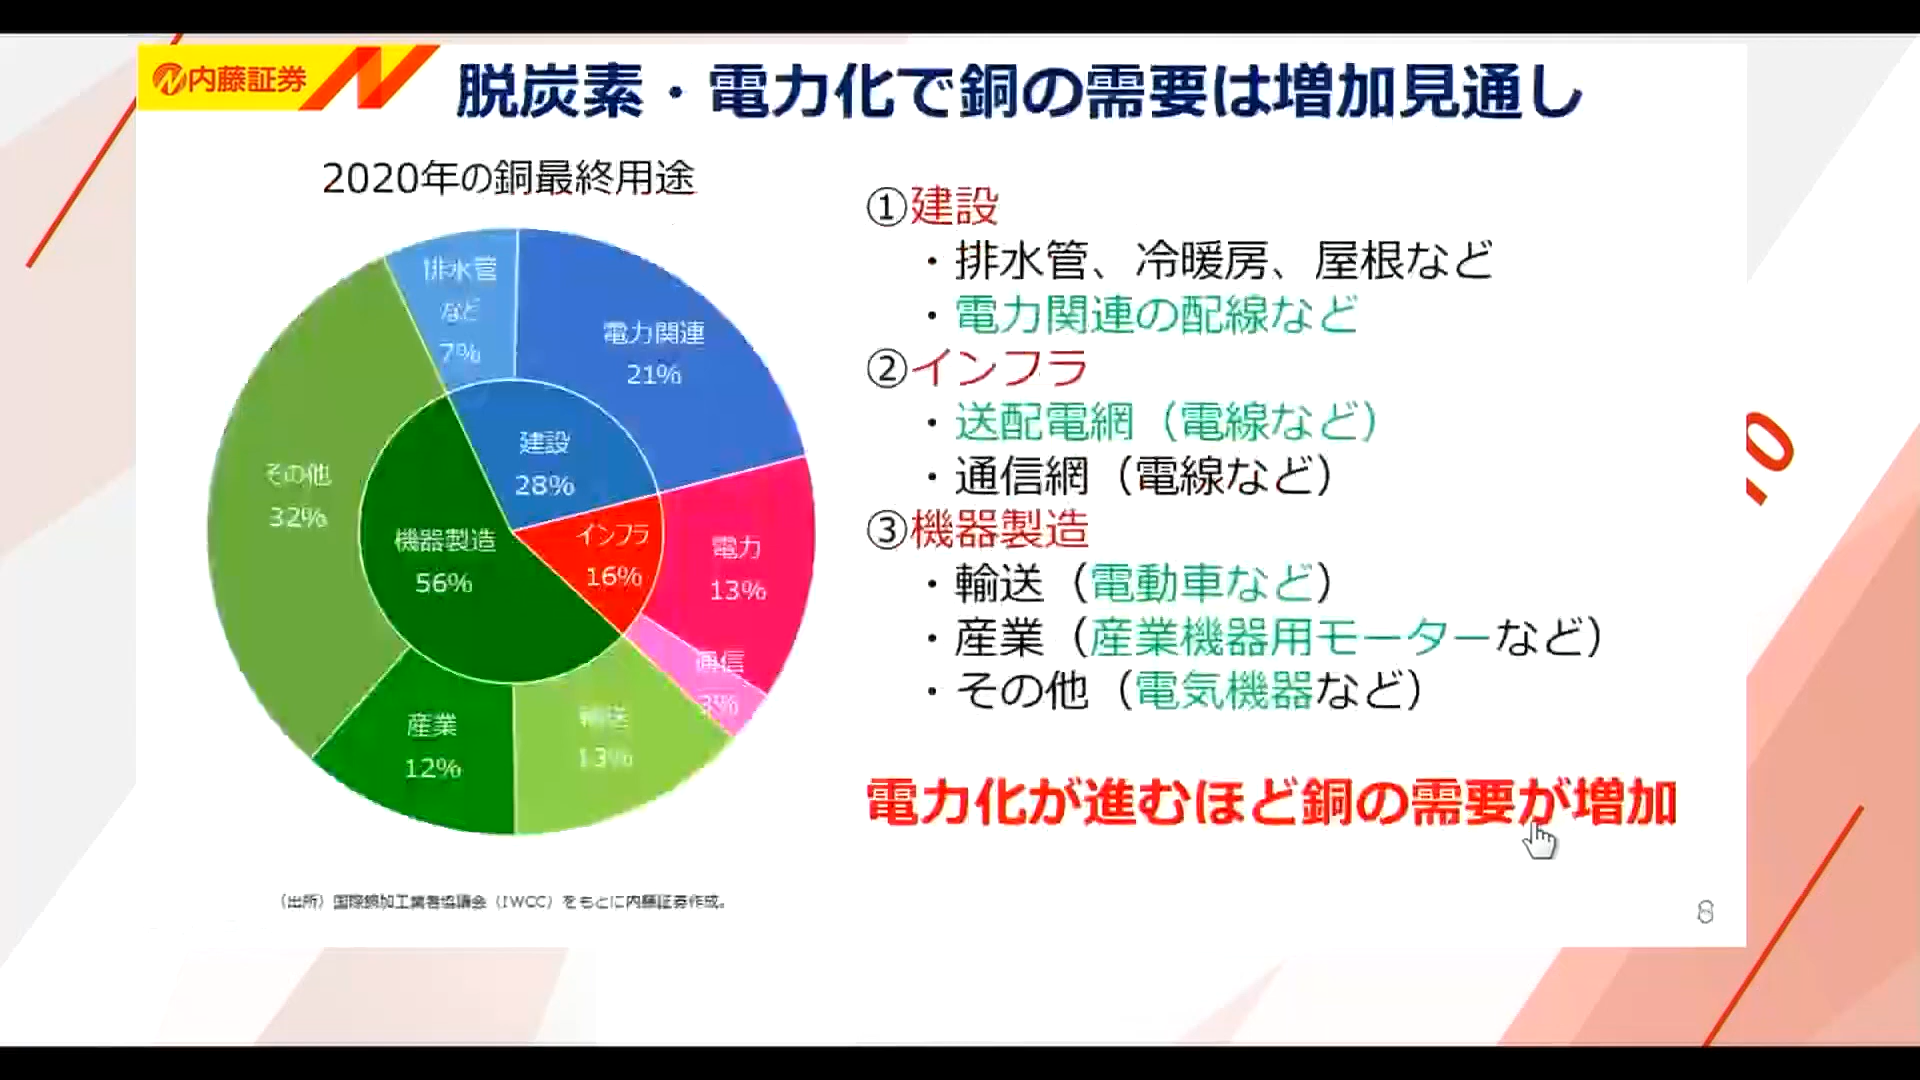 内藤証券
脱炭素・電力化で銅の需要は増加見通し
2020年の銅最終用途
排水管
など
7%
電力関連
21%
建設
28%
その他
32%
機器製造
56%
インフラ
16%
電力
13%
通信
3%
産業
12%
輸送
13%
①建設
・排水管、冷暖房、屋根など
・電力関連の配線など
②インフラ
・送配電網（電線など）
・通信網（電線など）
③機器製造
・輸送（電動車など）
・産業（産業機器用モーターなど）
・その他（電気機器など）
電力化が進むほど銅の需要が増加
（出所）国際銅加工業者協議会（IWCC）をもとに内藤証券作成。
8